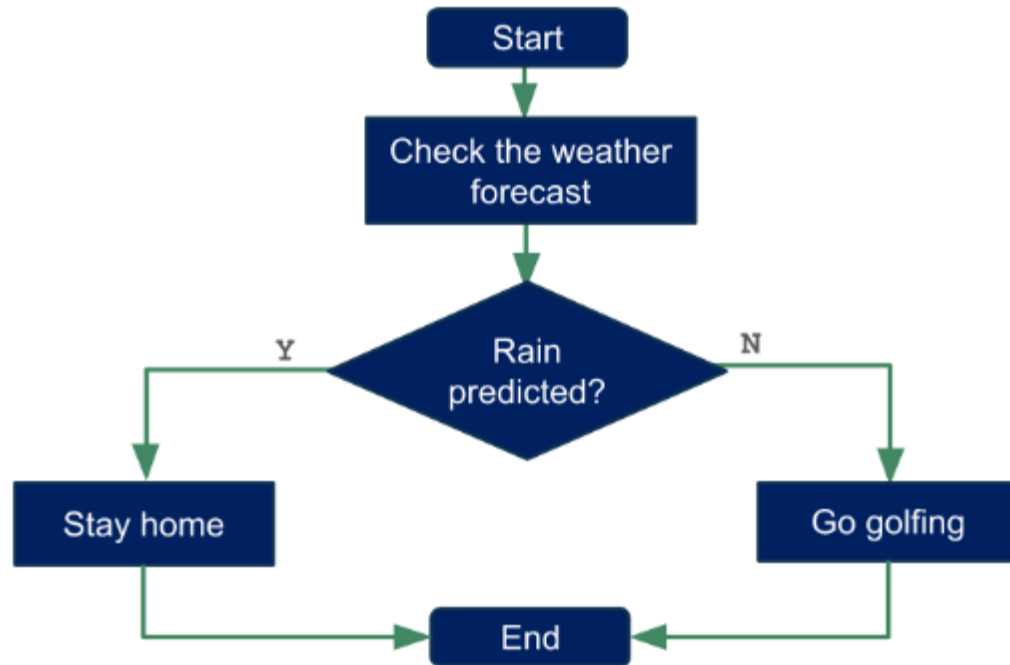 Start
Check the weather
forecast
Rain
predicted?
Y
N
Stay home
Go golfing
End